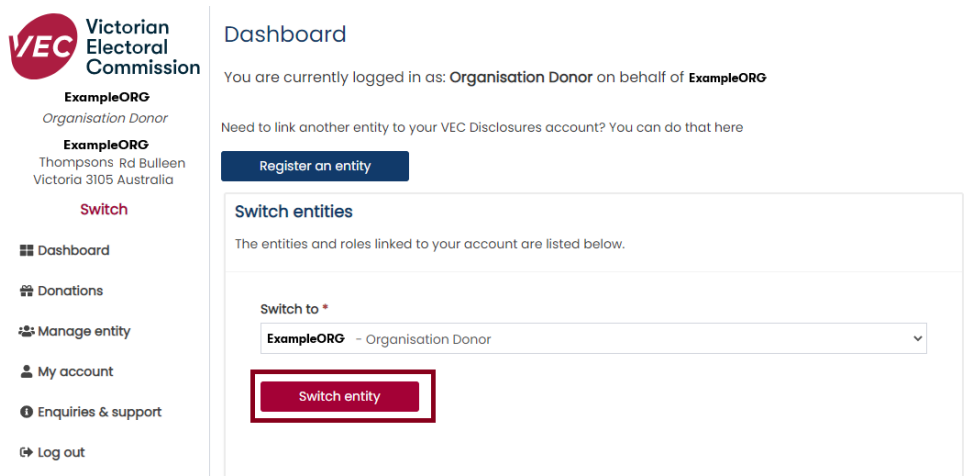 VEC
Victorian
Electoral
Commission
ExampleORG
Organisation Donor
ExampleORG
Thompsons Rd Bulleen
Victoria 3105 Australia
Switch
Dashboard
Donations
Manage entity
My account
Enquiries & support
Log out
Dashboard
You are currently logged in as: Organisation Donor on behalf of ExampleORG
Need to link another entity to your VEC Disclosures account? You can do that here
Register an entity
Switch entities
The entities and roles linked to your account are listed below.
Switch to *
ExampleORG - Organisation Donor
Switch entity